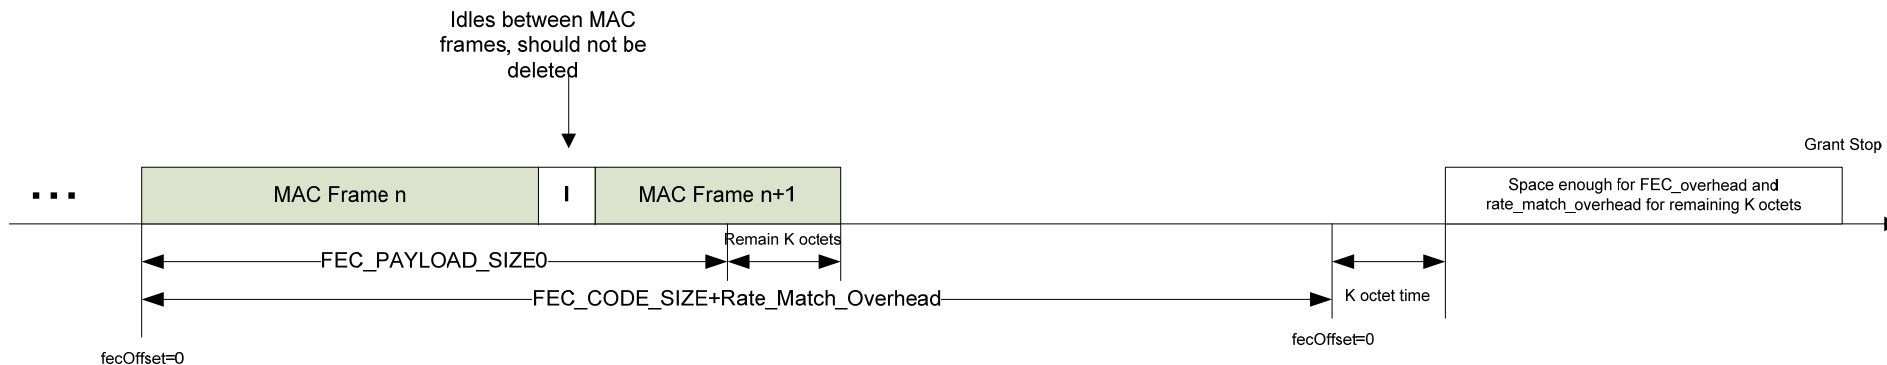 Idles between MAC
frames, should not be
deleted
Grant Stop
...
MAC Frame n
I
MAC Frame n+1
Space enough for FEC_overhead and
rate_match_overhead for remaining K octets
Remain K octets
FEC_PAYLOAD_SIZE0
FEC_CODE_SIZE+Rate_Match_Overhead
K octet time
fecOffset=0
fecOffset=0